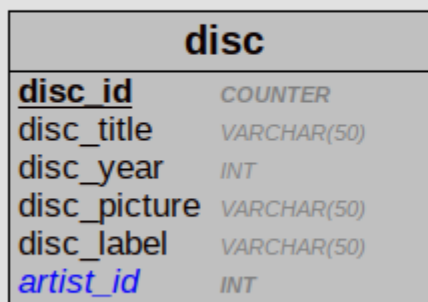 disc
disc_id COUNTER
disc_title VARCHAR(50)
disc_year INT
disc_picture VARCHAR(50)
disc_label VARCHAR(50)
artist_id INT